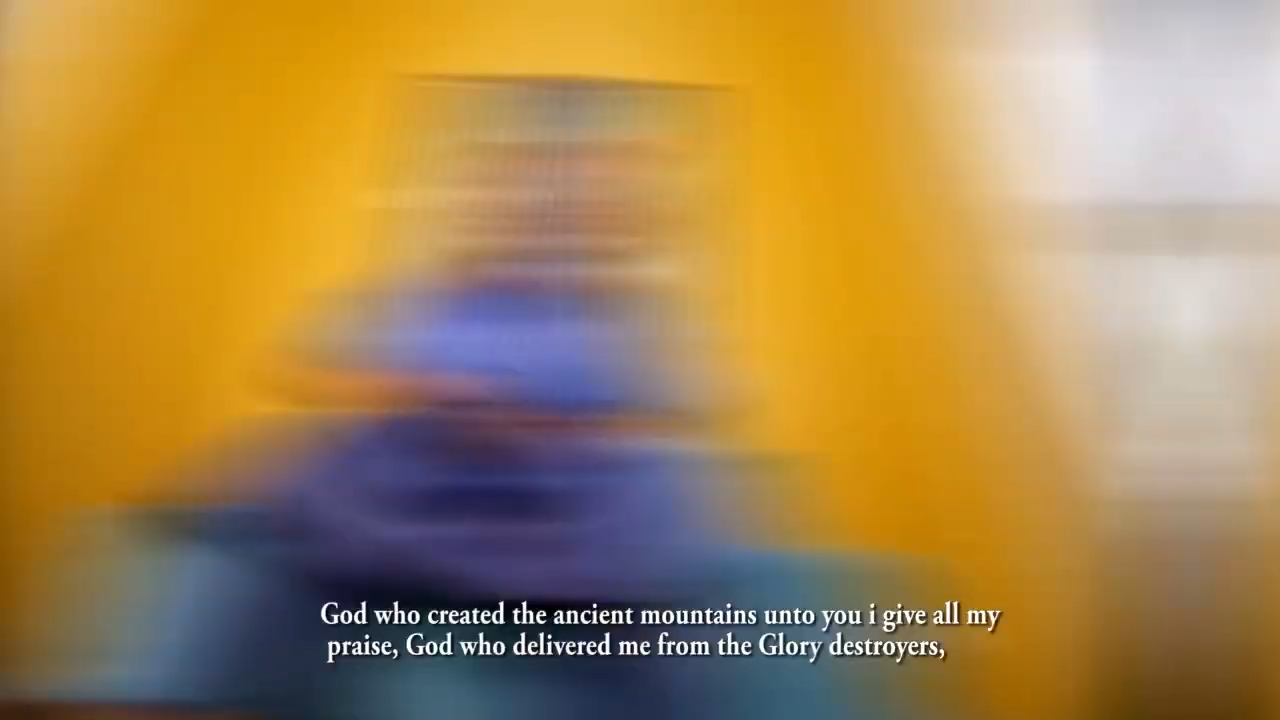 God who created the ancient mountains unto you i give all my
praise, God who delivered me from the Glory destroyers,